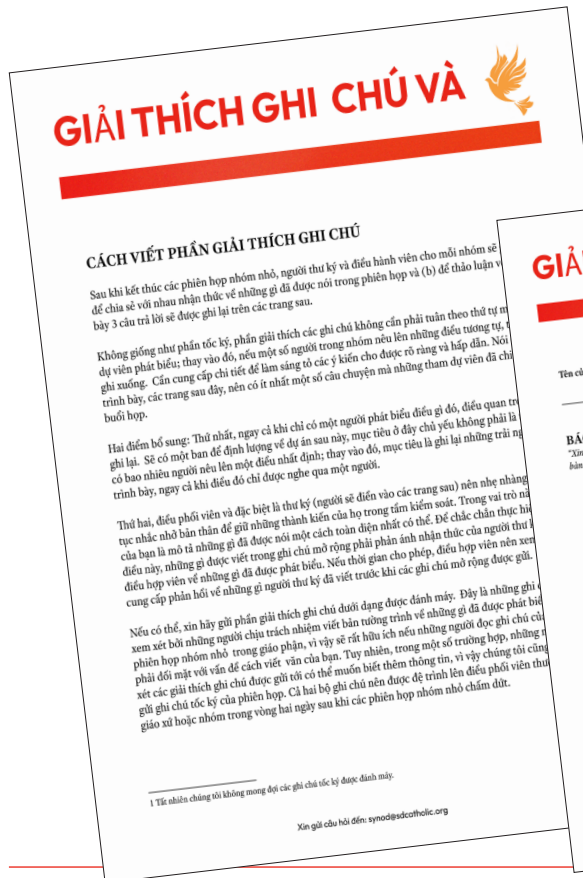 GIẢI THÍCH GHI CHÚ VÀ
CÁCH VIẾT PHẦN GIẢI THÍCH GHI CHÚ
Sau khi kết thúc các phiên họp nhóm nhỏ, người thư ký và điều hành viên cho mỗi nhóm sẽ
để chia sẻ với nhau nhận thức về những gì đã được nói trong phiên họp và (b) để thảo luận
bày 3 câu trả lời sẽ được ghi lại trên các trang sau.
Không giống như phần tốc ký, phần giải thích các ghi chú không cần phải tuân theo thứ tự
dự viên phát biểu; thay vào đó, nếu một số người trong nhóm nêu lên những điều tương tự,
ghi xuống. Cần cung cấp chi tiết để làm sáng tỏ các ý kiến cho được rõ ràng và hấp dẫn. Nói
trình bày, các trang sau đây, nên có ít nhất một số câu chuyện mà những tham dự viên đã chi
buổi họp.
Hai điểm bổ sung: Thứ nhất, ngay cả khi chỉ có một người phát biểu điều gì đó, điều quan
ghi lại. Sẽ có một ban để định lượng về dự án sau này, mục tiêu ở đây chủ yếu không phải là
có bao nhiêu người nêu lên một điều nhất định; thay vào đó, mục tiêu là ghi lại những trải
trình bày, ngay cả khi điều đó chỉ được nghe qua một người.
Thứ hai, điều phối viên và đặc biệt là thư ký (người sẽ điền vào các trang sau) nên nhẹ nhàng
tục nhắc nhở bản thân để giữ những thành kiến của họ trong tầm kiểm soát. Trong vai trò
của bạn là mô tả những gì đã được nói một cách toàn diện nhất có thể. Để chắc chắn thực
điều này, những gì được viết trong ghi chú mở rộng phải phản ánh nhận thức của người thư
điều hợp viên về những gì đã được phát biểu. Nếu thời gian cho phép, điều hợp viên nên xem
cung cấp phản hồi về những gì người thư ký đã viết trước khi các ghi chú mở rộng được gửi.
Nếu có thể, xin hãy gửi phần giải thích ghi chú dưới dạng được đánh máy. Đây là những ghi
xem xét bởi những người chịu trách nhiệm viết bản tường trình về những gì đã được phát
phiên họp nhóm nhỏ trong giáo phận, vì vậy sẽ rất hữu ích nếu những người đọc ghi chú
phải đối mặt với vấn đề cách viết văn của bạn. Tuy nhiên, trong một số trường hợp, những
xét các giải thích ghi chú được gửi tới có thể muốn biết thêm thông tin, vì vậy chúng tôi cũng
gửi ghi chú tốc ký của phiên họp. Cả hai bộ ghi chú nên được đệ trình lên điều phối viên
giáo xứ hoặc nhóm trong vòng hai ngày sau khi các phiên họp nhóm nhỏ chấm dứt.
1 Tất nhiên chúng tôi không mong đợi các ghi chú tốc ký được đánh máy.
Xin gửi câu hỏi đến: synod@sdcatholic.org
GIẢ
Tên
BÁ
"Xin
bàn